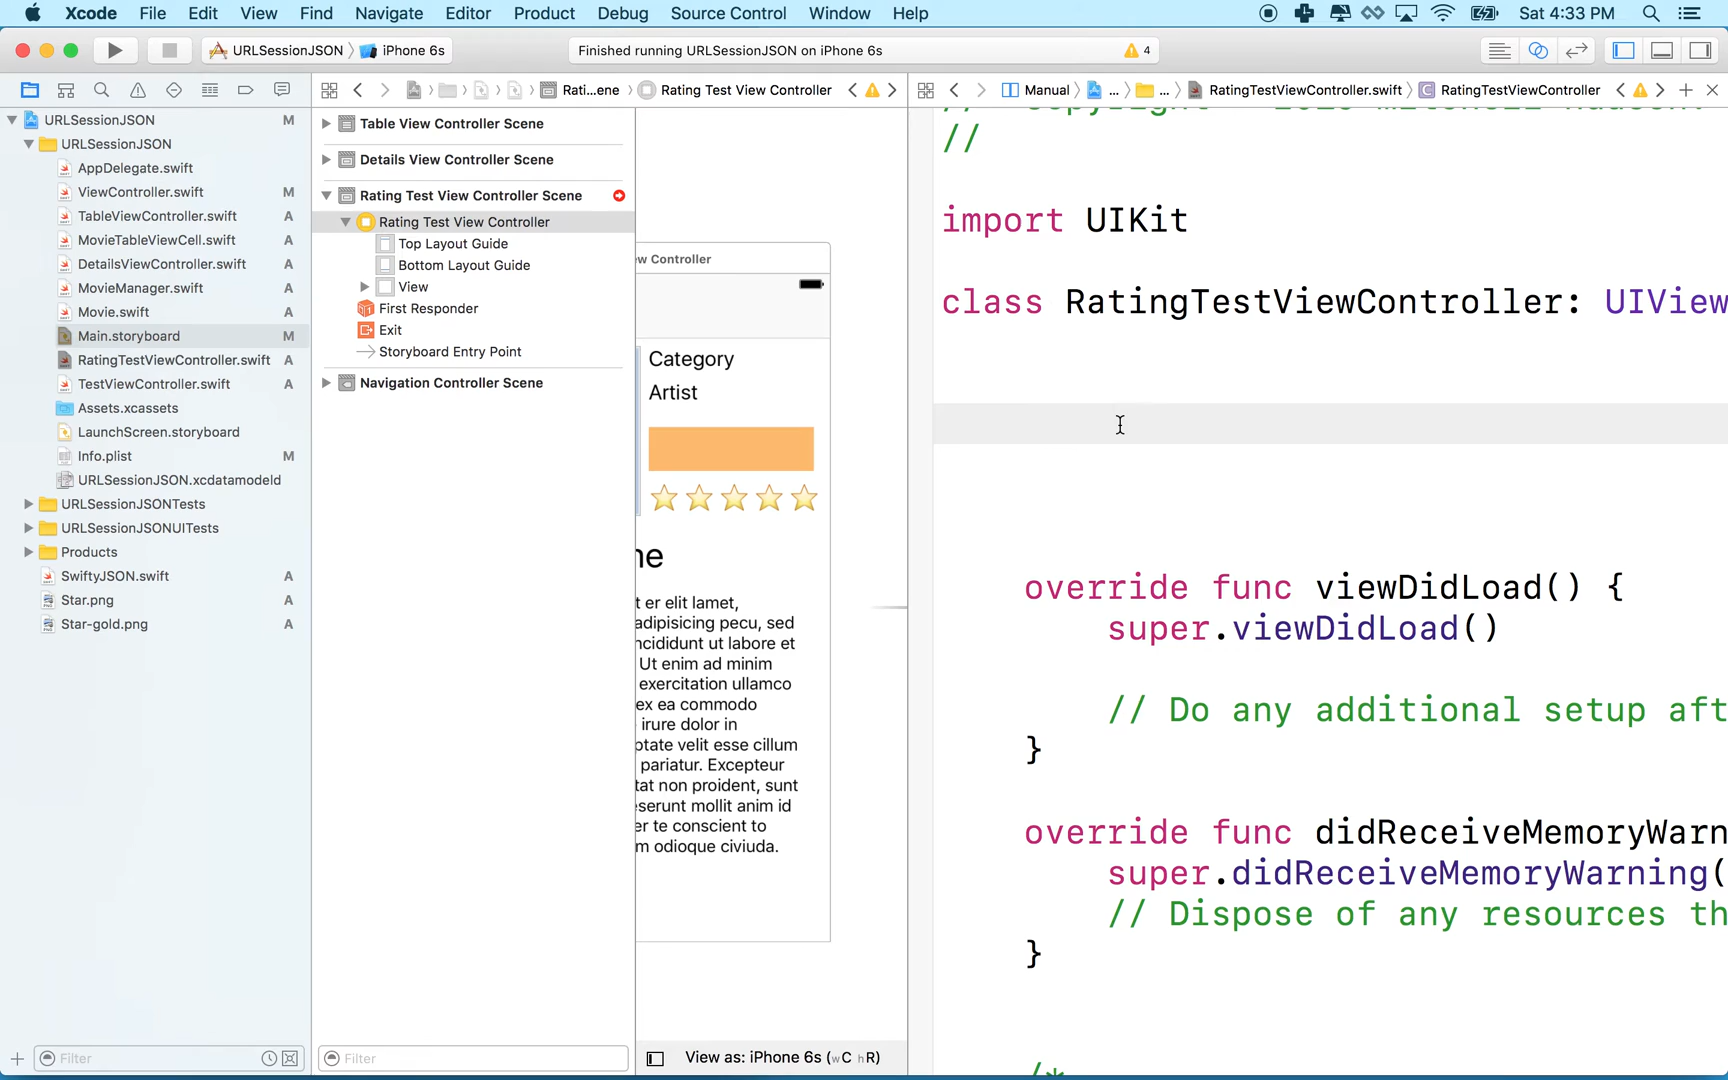 Xcode File Edit View Find Navigate Editor Product Debug Source Control Window Help Sat 4:33 PM
URLSessionJSON iPhone 6s Finished running URLSessionJSON on iPhone 6s 4
Rati...ene Rating Test View Controller Manual ... ... RatingTestViewController.swift RatingTestViewController
URLSessionJSON M
URLSessionJSON
AppDelegate.swift
ViewController.swift M
TableViewController.swift A
MovieTableViewCell.swift A
DetailsViewController.swift A
MovieManager.swift A
Movie.swift A
Main.storyboard M
RatingTestViewController.swift A
TestViewController.swift A
Assets.xcassets
LaunchScreen.storyboard
Info.plist M
URLSessionJSON.xcdatamodeld
URLSessionJSONTests
URLSessionJSONUITests
Products
SwiftyJSON.swift A
Star.png A
Star-gold.png A
Filter
Table View Controller Scene
Details View Controller Scene
Rating Test View Controller Scene
Rating Test View Controller
Top Layout Guide
Bottom Layout Guide
View
First Responder
Exit
Storyboard Entry Point
Navigation Controller Scene
Filter
w Controller
Category
Artist
ne
t er elit lamet,
adipisicing pecu, sed
ncididunt ut labore et
Ut enim ad minim
exercitation ullamco
ex ea commodo
irure dolor in
ptate velit esse cillum
pariatur. Excepteur
tat non proident, sunt
eserunt mollit anim id
er te conscient to
m odioque civiuda.
View as: iPhone 6s (wC hR)
//
import UIKit
class RatingTestViewController: UIView
override func viewDidLoad() {
super.viewDidLoad()
// Do any additional setup aft
}
override func didReceiveMemoryWarn
super.didReceiveMemoryWarning(
// Dispose of any resources th
}
/*